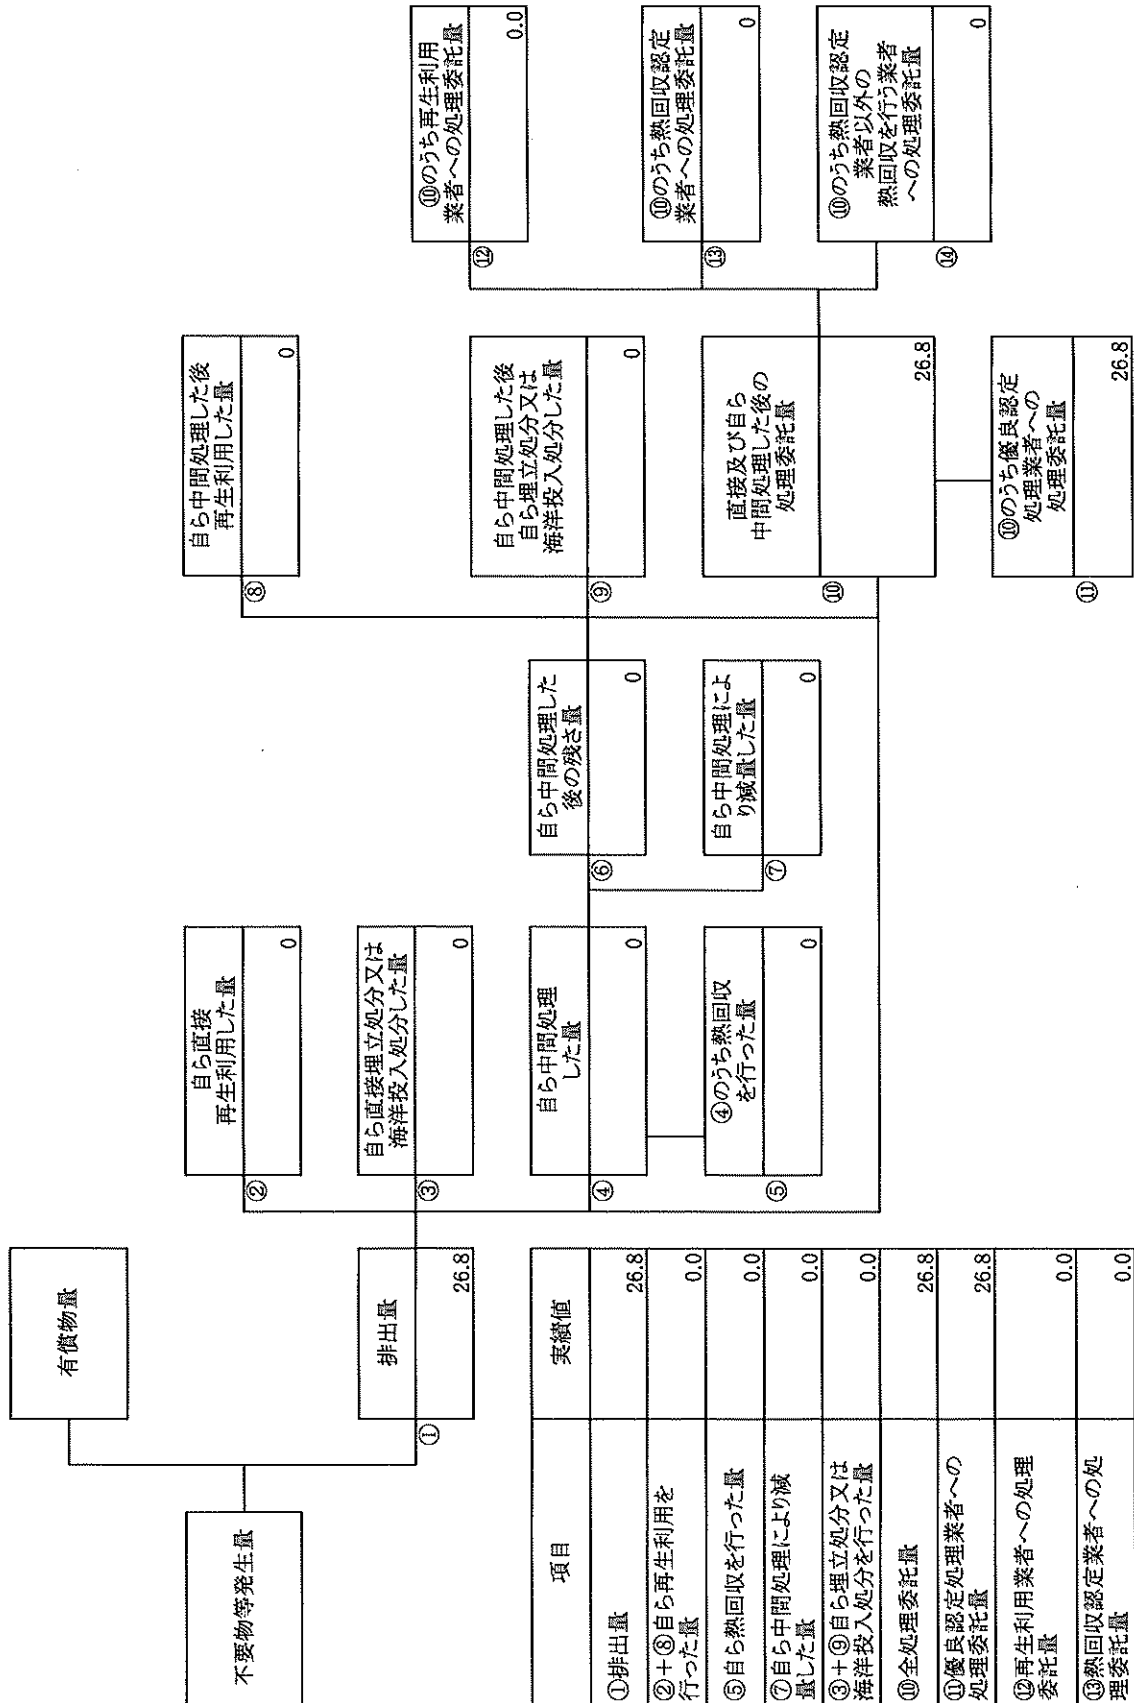 有償物量
不要物等発生量
①
排出量
26.8
②
自ら直接
再生利用した量
0
③
自ら直接埋立処分又は
海洋投入処分した量
0
④
自ら中間処理
した量
0
⑤
④のうち熱回収
を行った量
0
⑥
自ら中間処理した
後の残さ量
0
⑦
自ら中間処理によ
り減量した量
0
⑧
自ら中間処理した後
再生利用した量
0
⑨
自ら中間処理した後
自ら埋立処分又は
海洋投入処分した量
0
⑩
直接及び自ら
中間処理した後の
処理委託量
26.8
⑪
⑩のうち優良認定
処理業者への
処理委託量
26.8
⑫
⑩のうち再生利用
業者への処理委託量
0.0
⑬
⑩のうち熱回収認定
業者への処理委託量
0
⑭
⑩のうち熱回収認定
業者以外の
熱回収を行う業者
への処理委託量
0
項目 実績値
①排出量 26.8
②+⑧自ら再生利用を
行った量 0.0
⑤自ら熱回収を行った量 0.0
⑦自ら中間処理により減
量した量 0.0
③+⑨自ら埋立処分又は
海洋投入処分を行った量 0.0
⑩全処理委託量 26.8
⑪優良認定処理業者への
処理委託量 26.8
⑫再生利用業者への処理
委託量 0.0
⑬熱回収認定業者への処
理委託量 0.0